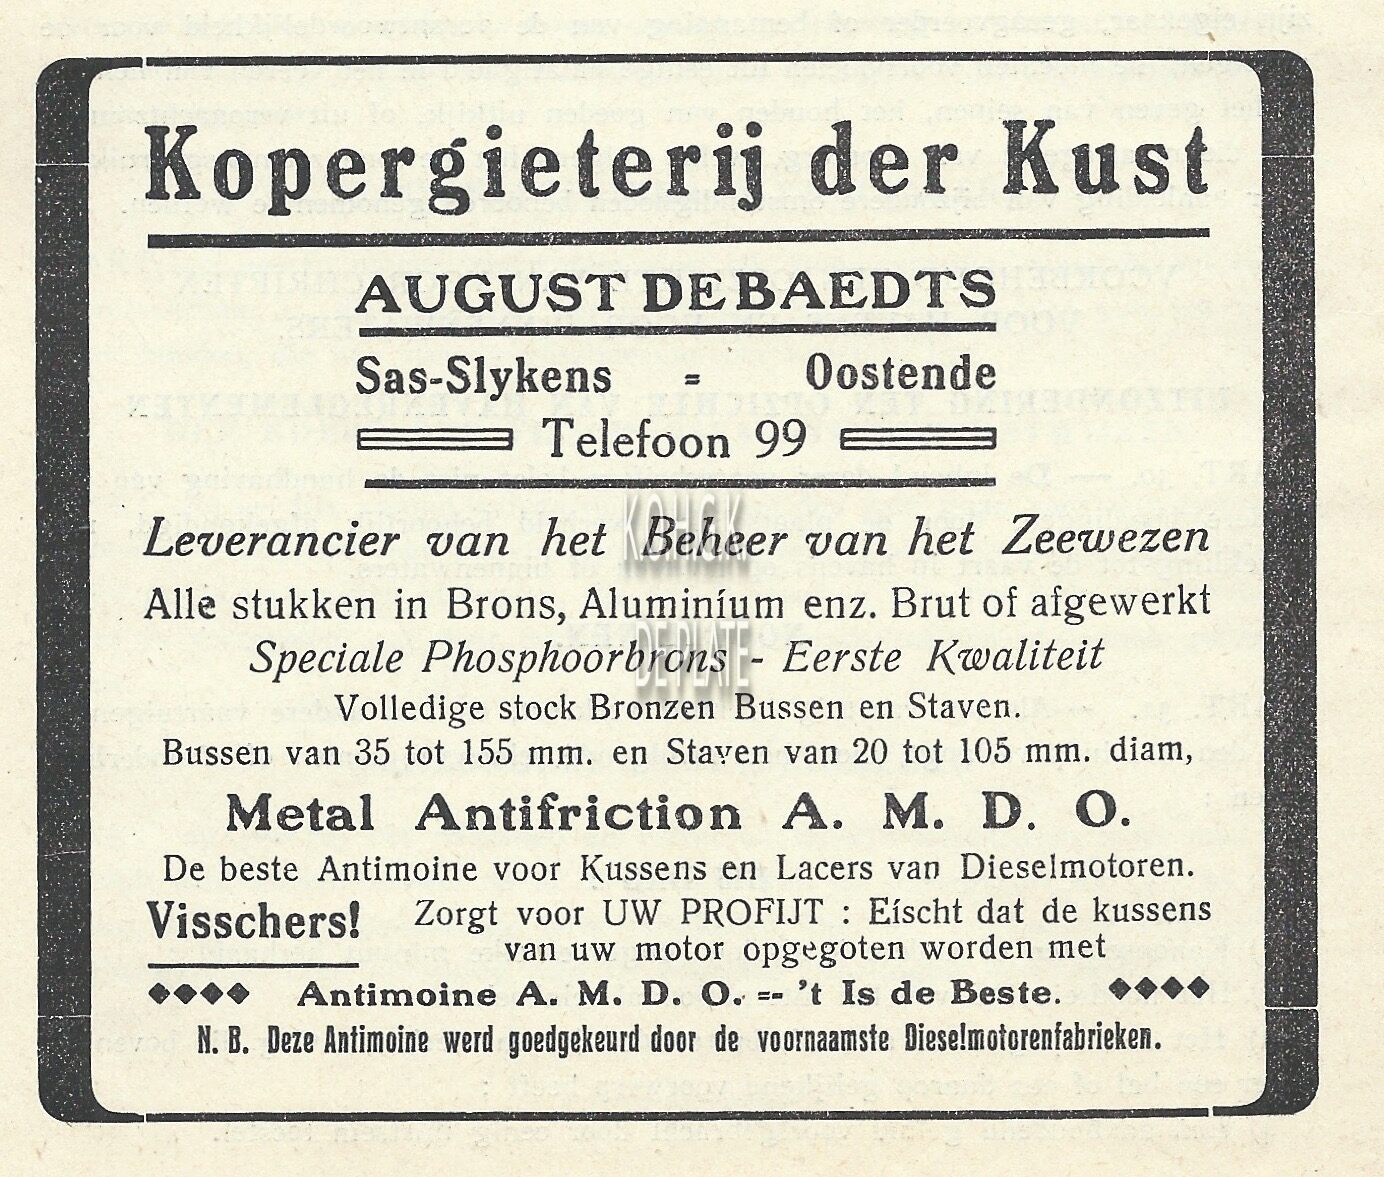 Kopergieterij der Kust
AUGUST DEBAEDTS
Sas-Slykens = Oostende
Telefoon 99
Leverancier van het Beheer van het Zeewezen
Alle stukken in Brons, Aluminíum enz. Brut of afgewerkt
Speciale Phosphoorbrons - Eerste Kwaliteit
Volledige stock Bronzen Bussen en Staven.
Bussen van 35 tot 155 mm. en Staven van 20 tot 105 mm. diam,
Metal Antifriction A. M. D. O.
De beste Antimoine voor Kussens en Lacers van Dieselmotoren.
Visschers! Zorgt voor UW PROFIJT : Eíscht dat de kussens
van uw motor opgegoten worden met
Antimoine A. M. D. O. =- 't Is de Beste.
N. B. Deze Antimoine werd goedgekeurd door de voornaamste Dieselmotorenfabrieken.
K.O.H.G.K.
DE PLATE